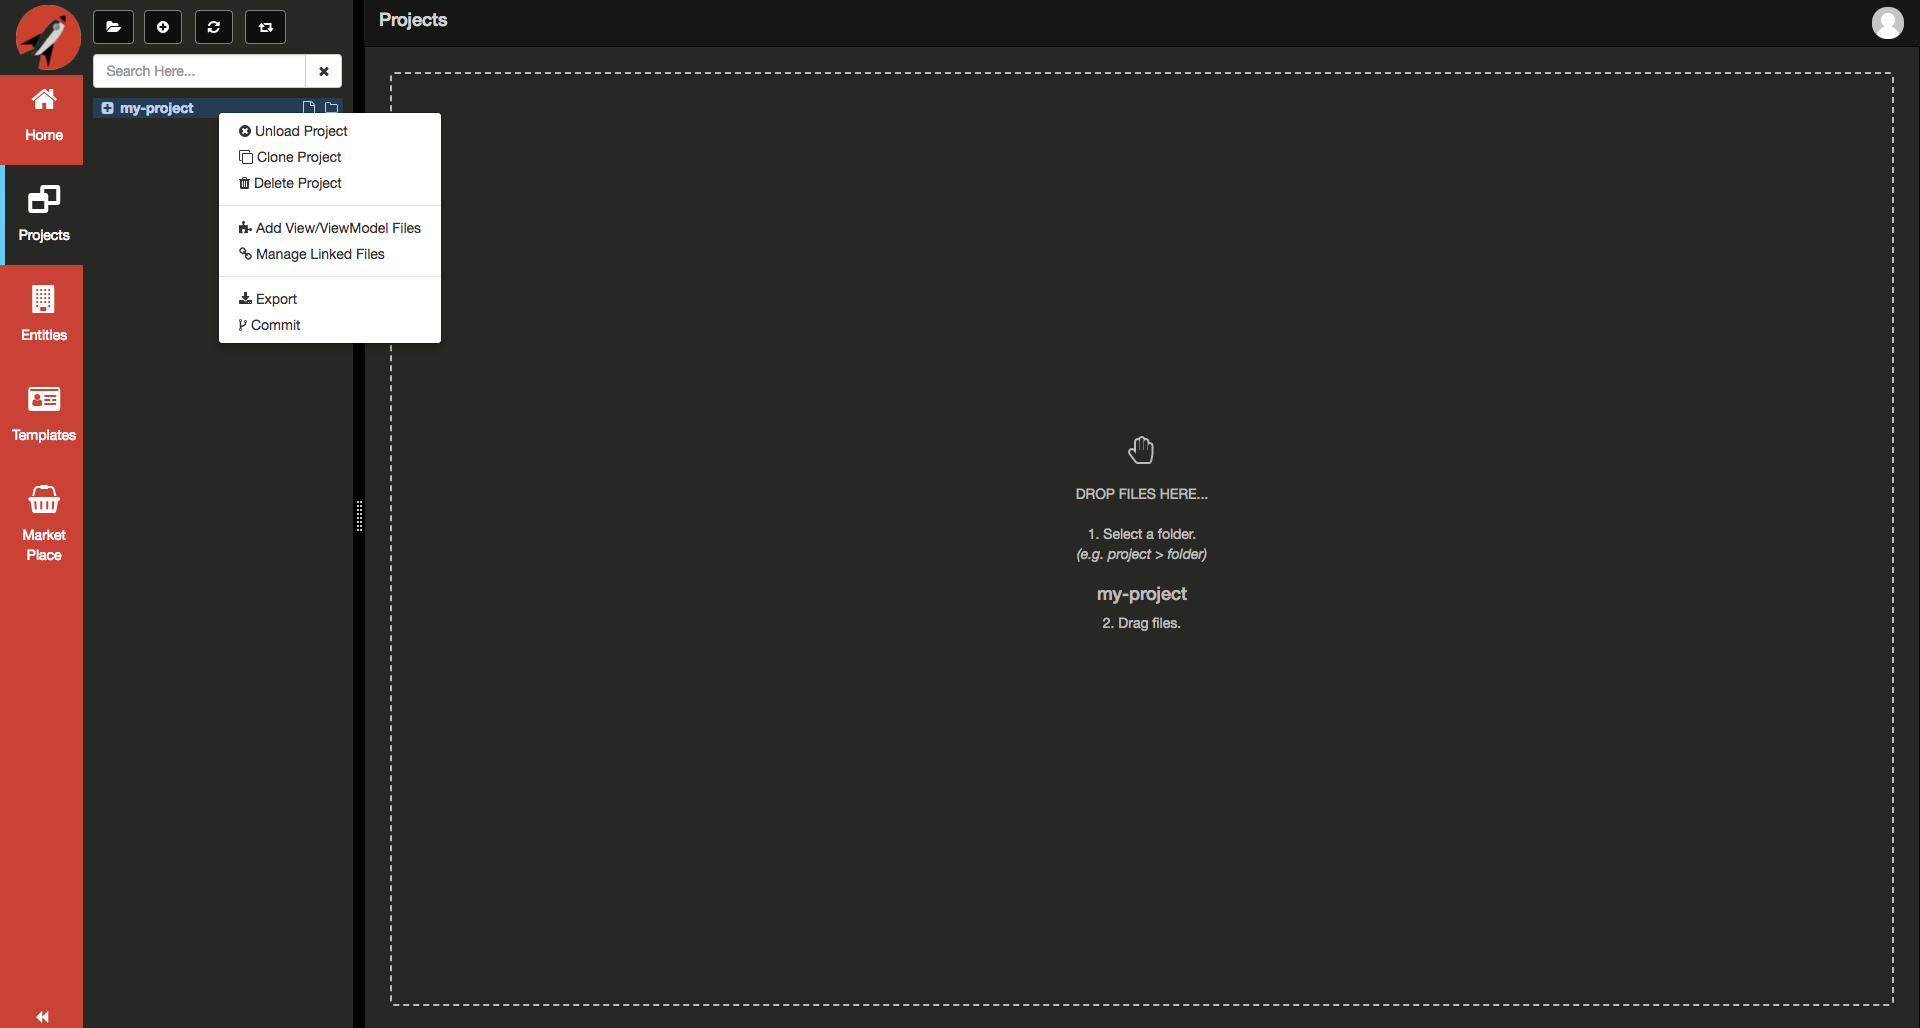 Projects
Search Here...
my-project
Home
Projects
Entities
Templates
Market
Place
Unload Project
Clone Project
Delete Project
Add View/ViewModel Files
Manage Linked Files
Export
Commit
DROP FILES HERE...
1. Select a folder.
(e.g. project > folder)
my-project
2. Drag files.